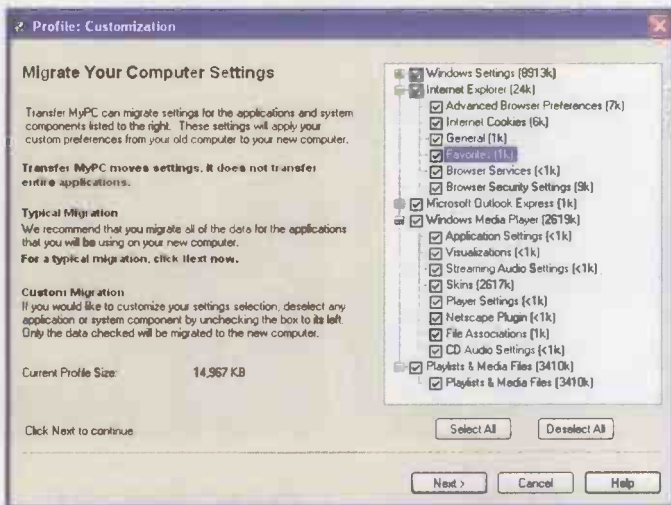 Profile: Customization
Migrate Your Computer Settings
Transfer MyPC can migrate settings for the applications and system
components listed to the right. These settings will apply your
custom preferences from your old computer to your new computer.
Transfer MyPC moves settings. It does not transfer
entire applications.
Typical Migration
We recommend that you migrate all of the data for the applications
that you will be using on your new computer.
For a typical migration, click Next now.
Custom Migration
If you would like to customize your settings selection, deselect any
application or system component by unchecking the box to its left.
Only the data checked will be migrated to the new computer.
Current Profile Size: 14,967 KB
Click Next to continue
Windows Settings (8913k)
Internet Explorer (24k)
Advanced Browser Preferences (7k)
Internet Cookies (6k)
General (1k)
Favorites (1k)
Browser Services (<1k)
Browser Security Settings (9k)
Microsoft Outlook Express (1k)
Windows Media Player (2619k)
Application Settings (<1k)
Visualizations (<1k)
Streaming Audio Settings (<1k)
Skins (2617k)
Player Settings (<1k)
Netscape Plugin (<1k)
File Associations (1k)
CD Audio Settings (<1k)
Playlists & Media Files (3410k)
Playlists & Media Files (3410k)
Select All
Deselect All
Next >
Cancel
Help